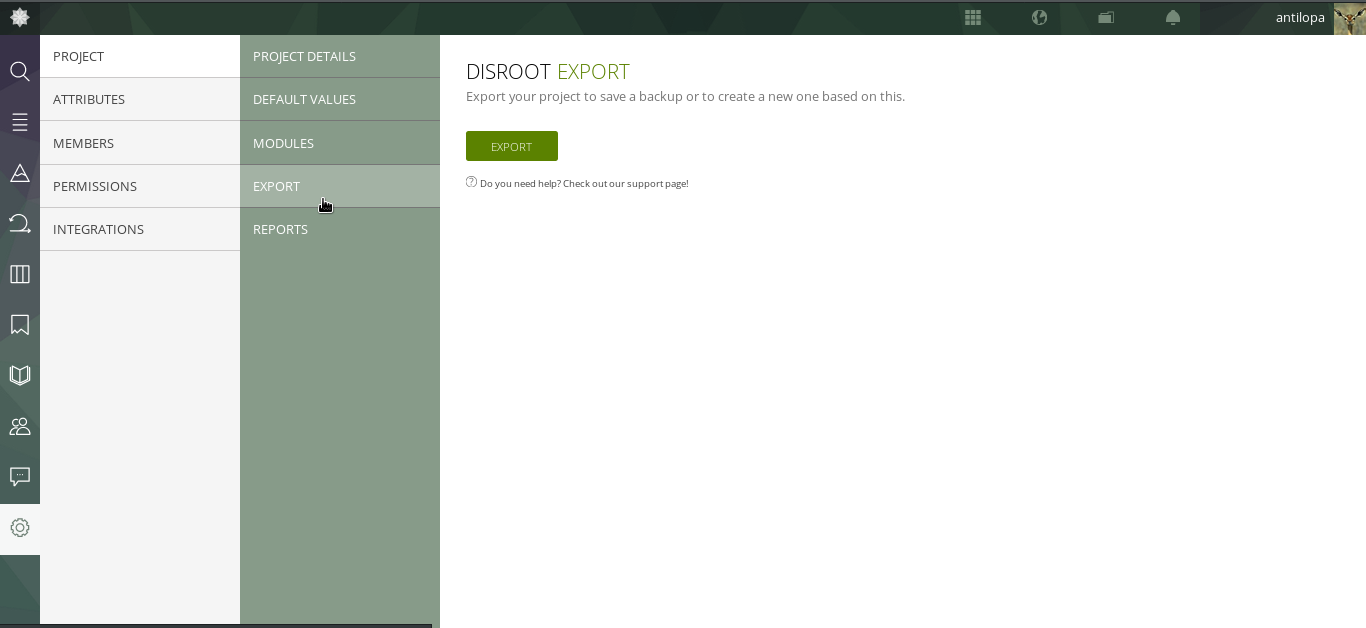 antilopa
PROJECT
ATTRIBUTES
MEMBERS
PERMISSIONS
INTEGRATIONS
PROJECT DETAILS
DEFAULT VALUES
MODULES
EXPORT
REPORTS
DISROOT EXPORT
Export your project to save a backup or to create a new one based on this.
EXPORT
Do you need help? Check out our support page!